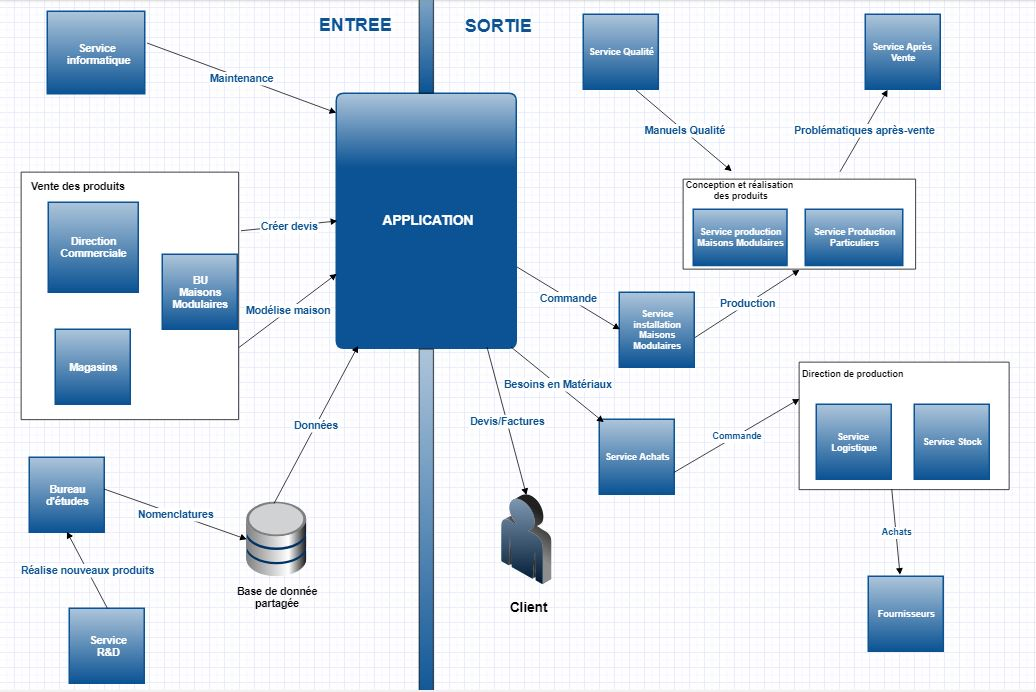 ENTREE
SORTIE
Service
informatique
Maintenance
Service Qualité
Service Après
Vente
Manuels Qualité
Problématiques après-vente
Vente des produits
Direction
Commerciale
BU
Maisons
Modulaires
Magasins
Créer devis
Modélise maison
APPLICATION
Conception et réalisation
des produits
Service production
Maisons Modulaires
Service Production
Particuliers
Commande
Service
installation
Maisons
Modulaires
Production
Besoins en Matériaux
Devis/Factures
Données
Direction de production
Service
Logistique
Service Stock
Commande
Service Achats
Bureau
d'études
Nomenclatures
Achats
Réalise nouveaux produits
Base de donnée
partagée
Client
Fournisseurs
Service
R&D